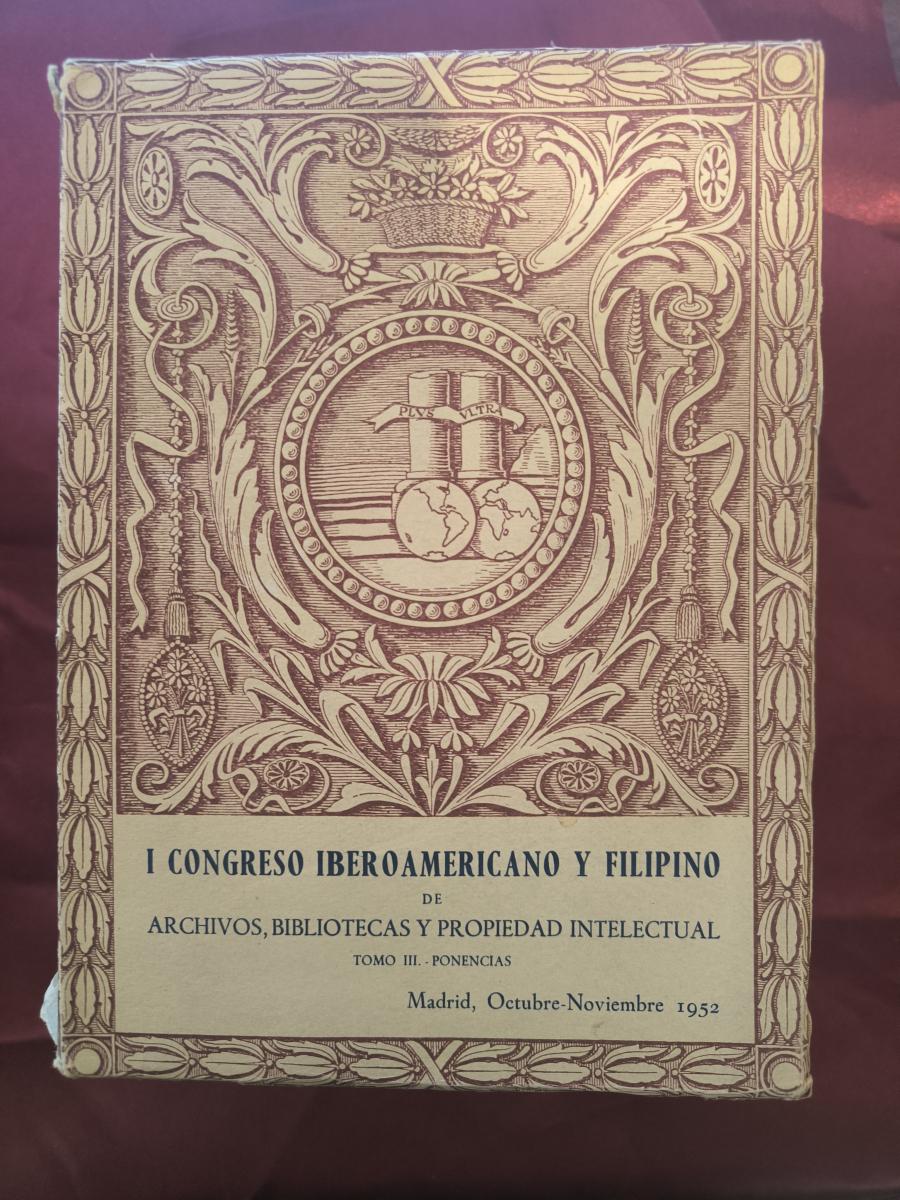 PLVS VLTRA
I CONGRESO IBEROAMERICANO Y FILIPINO
DE
ARCHIVOS, BIBLIOTECAS Y PROPIEDAD INTELECTUAL
TOMO III. - PONENCIAS
Madrid, Octubre-Noviembre 1952